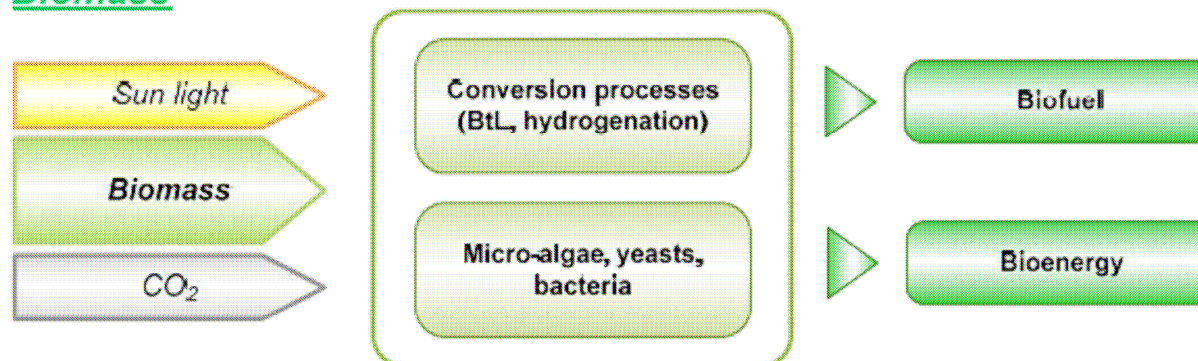 Biomass
Sun light
Biomass
CO₂
Conversion processes
(BtL, hydrogenation)
Micro-algae, yeasts,
bacteria
Biofuel
Bioenergy